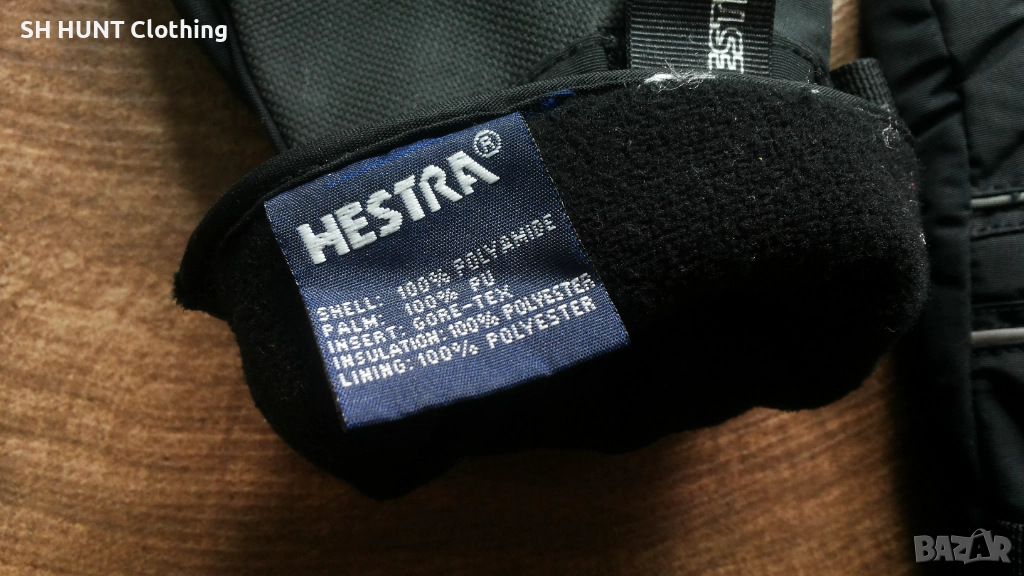 SH HUNT Clothing
ESTR
HESTRA®
SHELL: 100% POLYAMIDE
PALM: 100% PU
INSERT: GORE-TEX
INSULATION:100% POLYESTER
LINING:100% POLYESTER
BAZAR